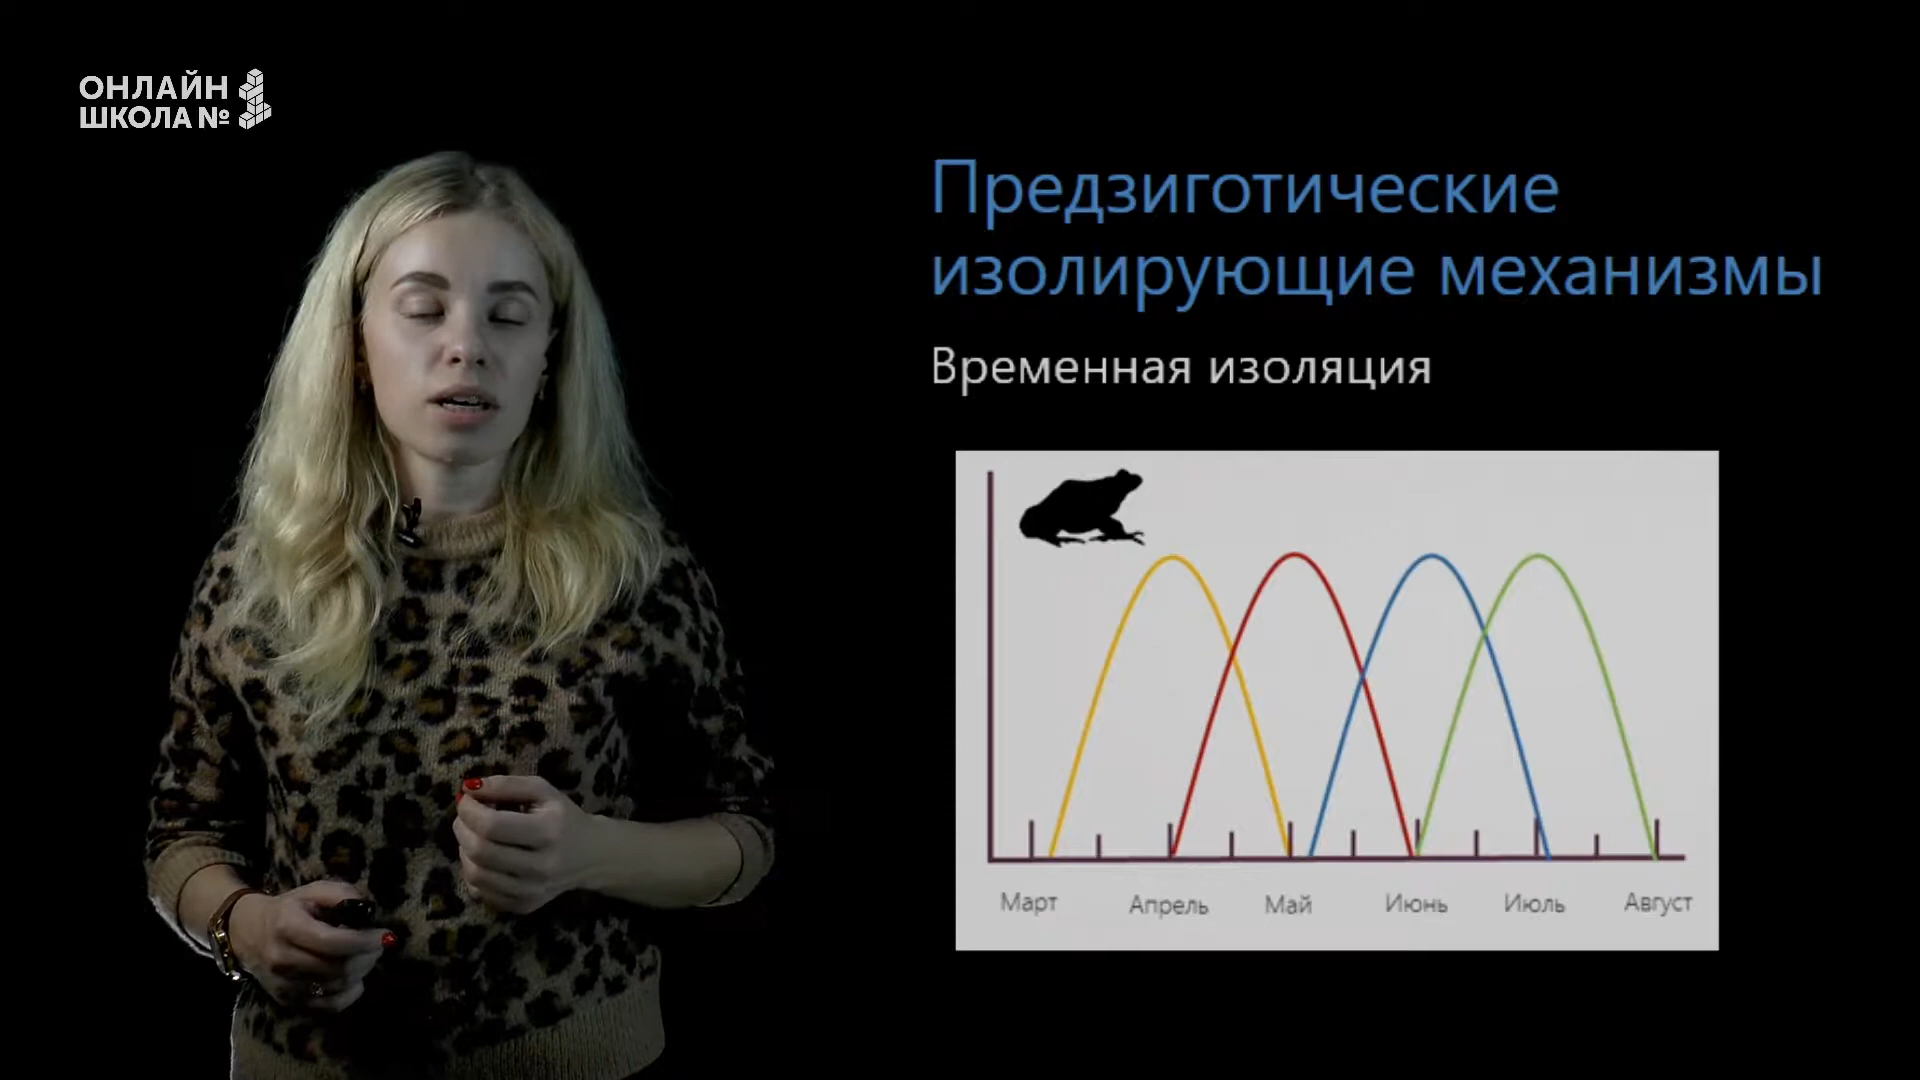 ОНЛАЙН
ШКОЛА №
Предзиготические
изолирующие механизмы
Временная изоляция
Март Апрель Май Июнь Июль Август